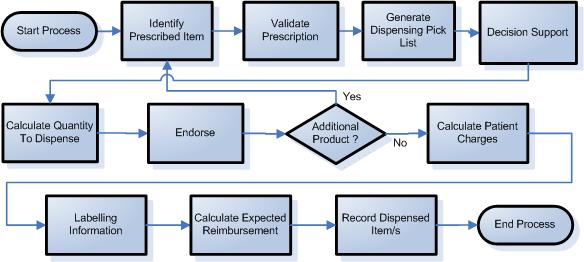 Start Process
Identify
Prescribed Item
Validate
Prescription
Generate
Dispensing Pick
List
Decision Support
Calculate Quantity
To Dispense
Endorse
Additional
Product ?
Yes
No
Calculate Patient
Charges
Labelling
Information
Calculate Expected
Reimbursement
Record Dispensed
Item/s
End Process